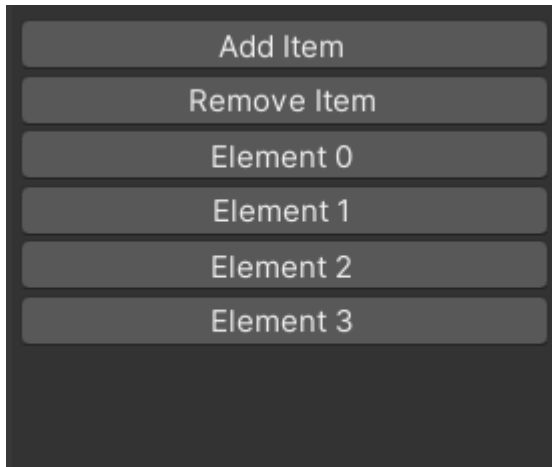 Add Item
Remove Item
Element 0
Element 1
Element 2
Element 3